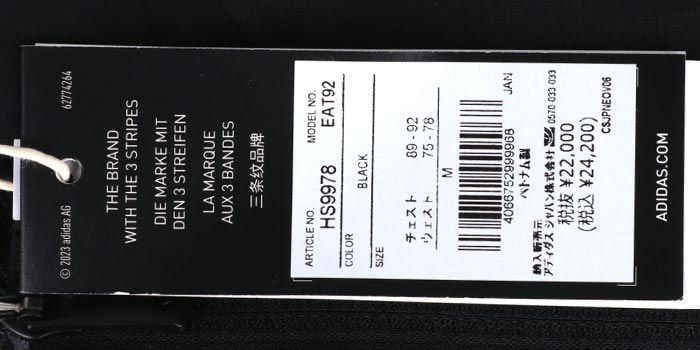 62774264
THE BRAND
WITH THE 3 STRIPES
DIE MARKE MIT
DEN 3 STREIFEN
LA MARQUE
AUX 3 BANDES
三条纹品牌
© 2023 adidas AG
ARTICLE NO. MODEL NO.
HS9978 EAT92
COLOR
BLACK
SIZE
チェスト 89-92
ウェスト 75-78
M
JAN
4066752999968
ベトナム製
納入販売元
アディダス ジャパン株式会社 0570-033-033
税抜 ¥22,000
(税込 ¥24,200)
CSJPNEOV06
ADIDAS.COM